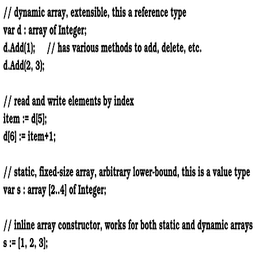 // dynamic array, extensible, this a reference type
var d : array of Integer;
d.Add(1);    // has various methods to add, delete, etc.
d.Add(2, 3);

// read and write elements by index
item := d[5];
d[6] := item+1;

// static, fixed-size array, arbitrary lower-bound, this is a value type
var s : array [2..4] of Integer;

// inline array constructor, works for both static and dynamic arrays
s := [1, 2, 3];